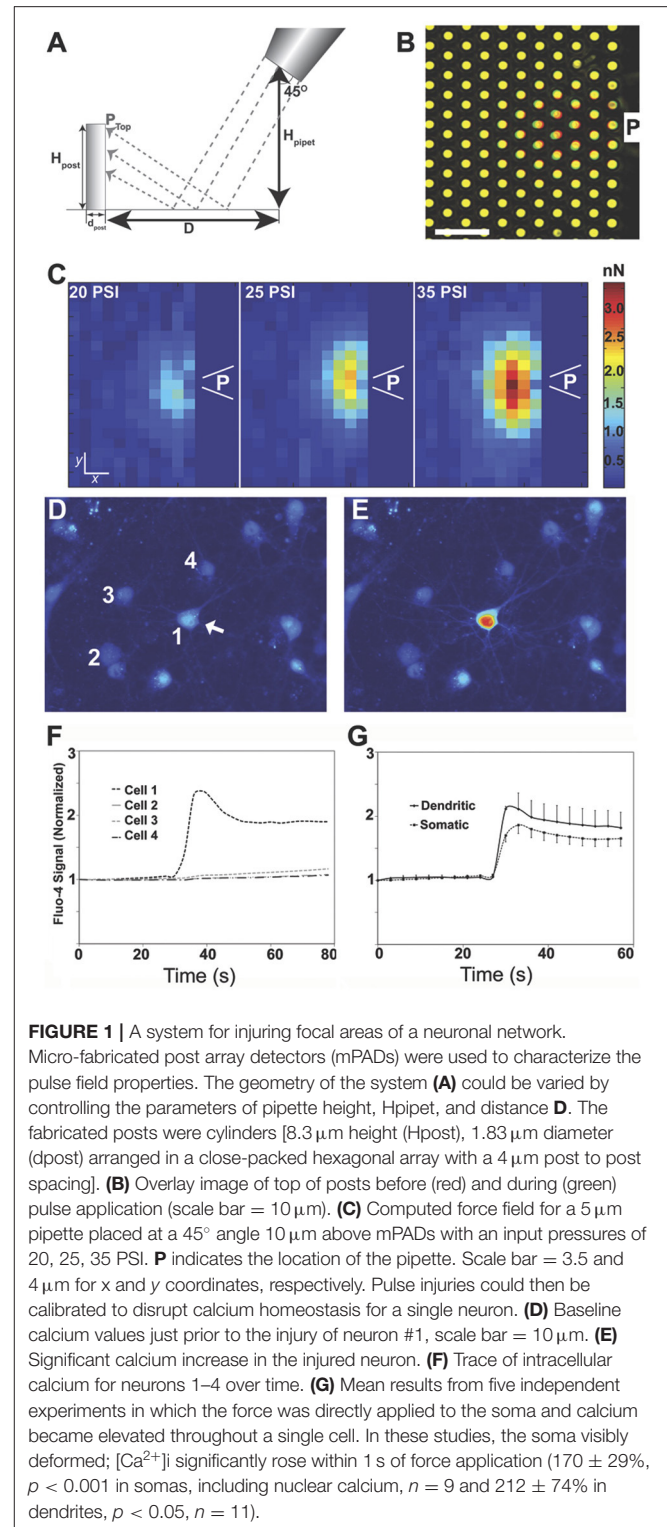 A
B
45°
P
Top
H
post
H
pipet
d
post
D
P
C
nN
20 PSI
25 PSI
35 PSI
3.0
2.5
2.0
1.5
1.0
0.5
P
P
P
y
x
D
E
4
3
1
2
F
G
3
2
1
Fluo-4 Signal (Normalized)
Cell 1
Cell 2
Cell 3
Cell 4
0 20 40 60 80
Time (s)
3
2
1
Dendritic
Somatic
0 20 40 60
Time (s)
FIGURE 1 | A system for injuring focal areas of a neuronal network.
Micro-fabricated post array detectors (mPADs) were used to characterize the
pulse field properties. The geometry of the system (A) could be varied by
controlling the parameters of pipette height, Hpipet, and distance D. The
fabricated posts were cylinders [8.3 μm height (Hpost), 1.83 μm diameter
(dpost) arranged in a close-packed hexagonal array with a 4 μm post to post
spacing]. (B) Overlay image of top of posts before (red) and during (green)
pulse application (scale bar = 10 μm). (C) Computed force field for a 5 μm
pipette placed at a 45° angle 10 μm above mPADs with an input pressures of
20, 25, 35 PSI. P indicates the location of the pipette. Scale bar = 3.5 and
4 μm for x and y coordinates, respectively. Pulse injuries could then be
calibrated to disrupt calcium homeostasis for a single neuron. (D) Baseline
calcium values just prior to the injury of neuron #1, scale bar = 10 μm. (E)
Significant calcium increase in the injured neuron. (F) Trace of intracellular
calcium for neurons 1–4 over time. (G) Mean results from five independent
experiments in which the force was directly applied to the soma and calcium
became elevated throughout a single cell. In these studies, the soma visibly
deformed; [Ca2+]i significantly rose within 1 s of force application (170 ± 29%,
p < 0.001 in somas, including nuclear calcium, n = 9 and 212 ± 74% in
dendrites, p < 0.05, n = 11).